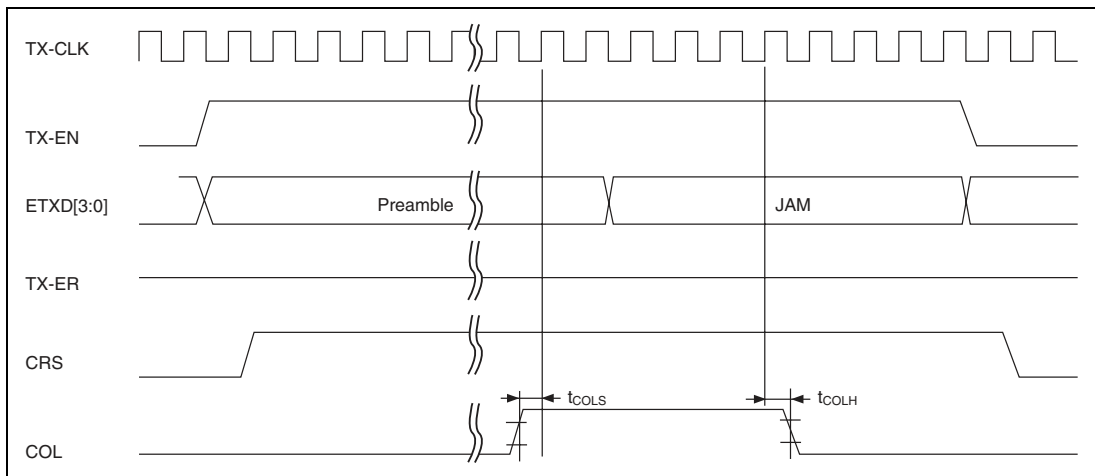 TX-CLK
TX-EN
ETXD[3:0]
Preamble
JAM
TX-ER
CRS
tCOLS
tCOLH
COL